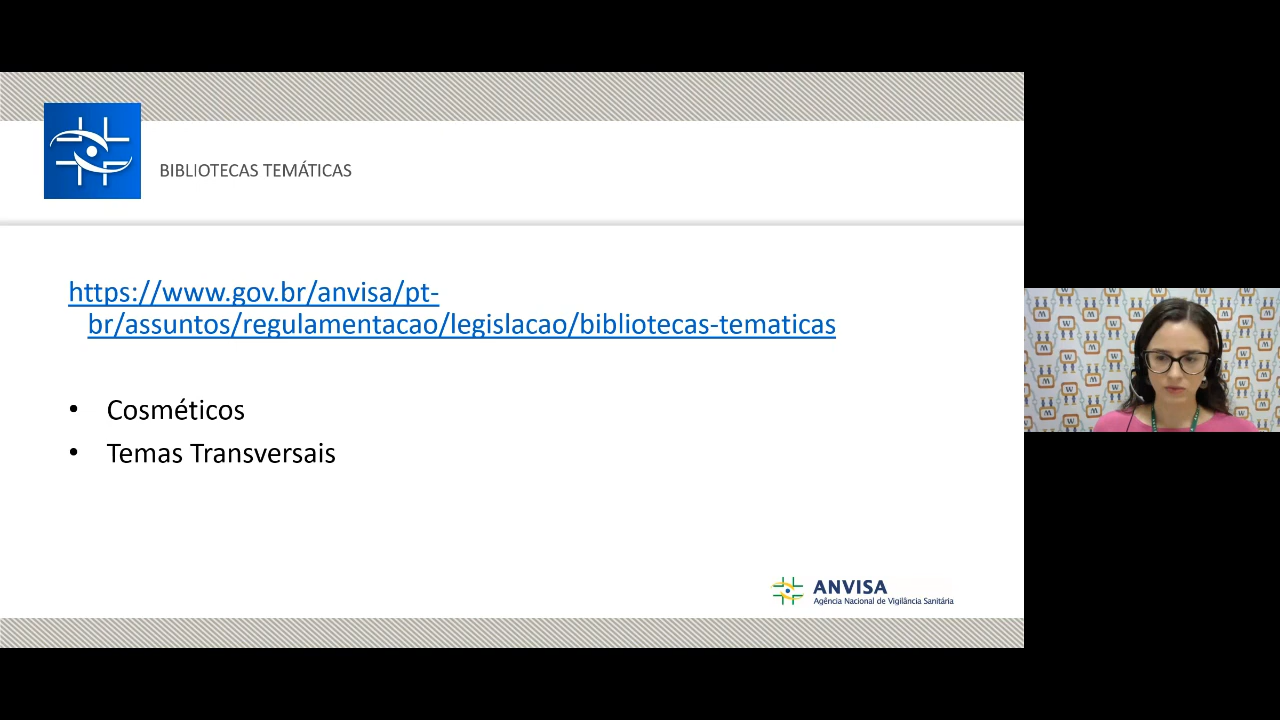 BIBLIOTECAS TEMÁTICAS
https://www.gov.br/anvisa/pt-
br/assuntos/regulamentacao/legislacao/bibliotecas-tematicas
• Cosméticos
• Temas Transversais
ANVISA
Agência Nacional de Vigilância Sanitária